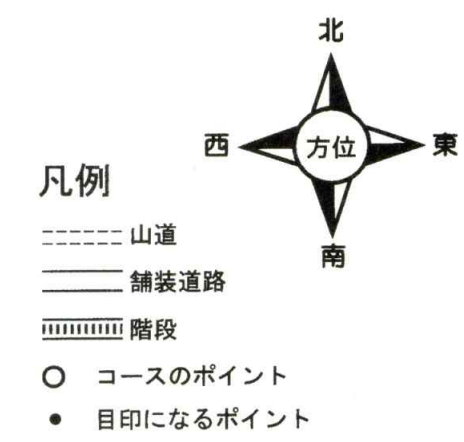 北
西 方位 東
南
凡例
山道
舗装道路
階段
コースのポイント
目印になるポイント